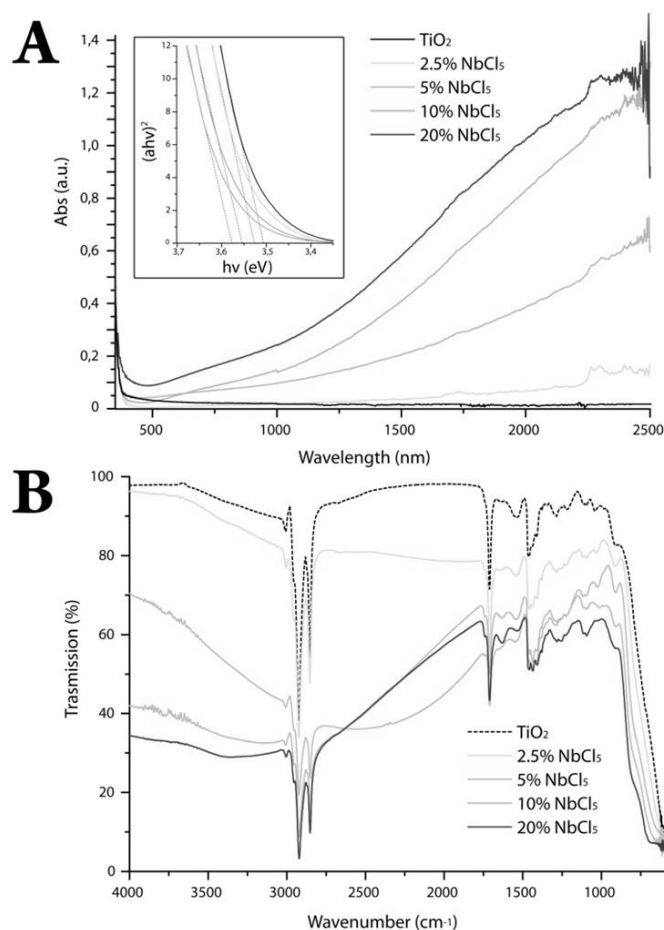 A
Abs (a.u.)
1,4
1,2
1,0
0,8
0,6
0,4
0,2
0
500
1000
1500
2000
2500
Wavelength (nm)
(ahv)²
12
10
8
6
4
2
0
3,7
3,6
3,5
3,4
hv (eV)
TiO₂
2.5% NbCl₅
5% NbCl₅
10% NbCl₅
20% NbCl₅
B
Trasmission (%)
100
80
60
40
20
0
4000
3500
3000
2500
2000
1500
1000
Wavenumber (cm-¹)
TiO₂
2.5% NbCl₅
5% NbCl₅
10% NbCl₅
20% NbCl₅